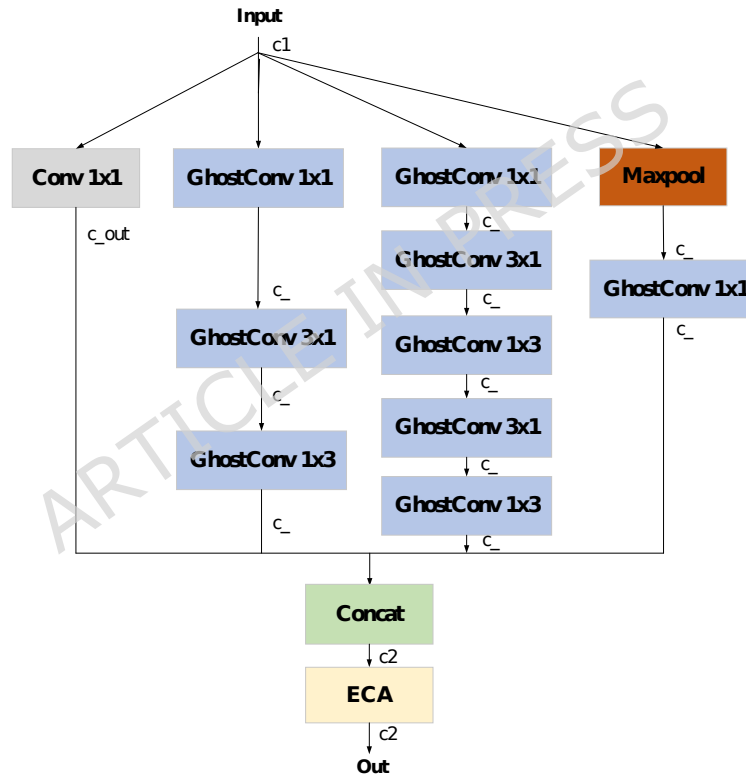 Input
c1
Conv 1x1
GhostConv 1x1
GhostConv 1x1
Maxpool
c_out
c_
c_
c_
GhostConv 3x1
GhostConv 1x1
c_
c_
GhostConv 3x1
GhostConv 1x3
c_
c_
c_
GhostConv 1x3
GhostConv 3x1
c_
GhostConv 1x3
c_
c_
Concat
c2
ECA
c2
Out
ARTICLE IN PRESS